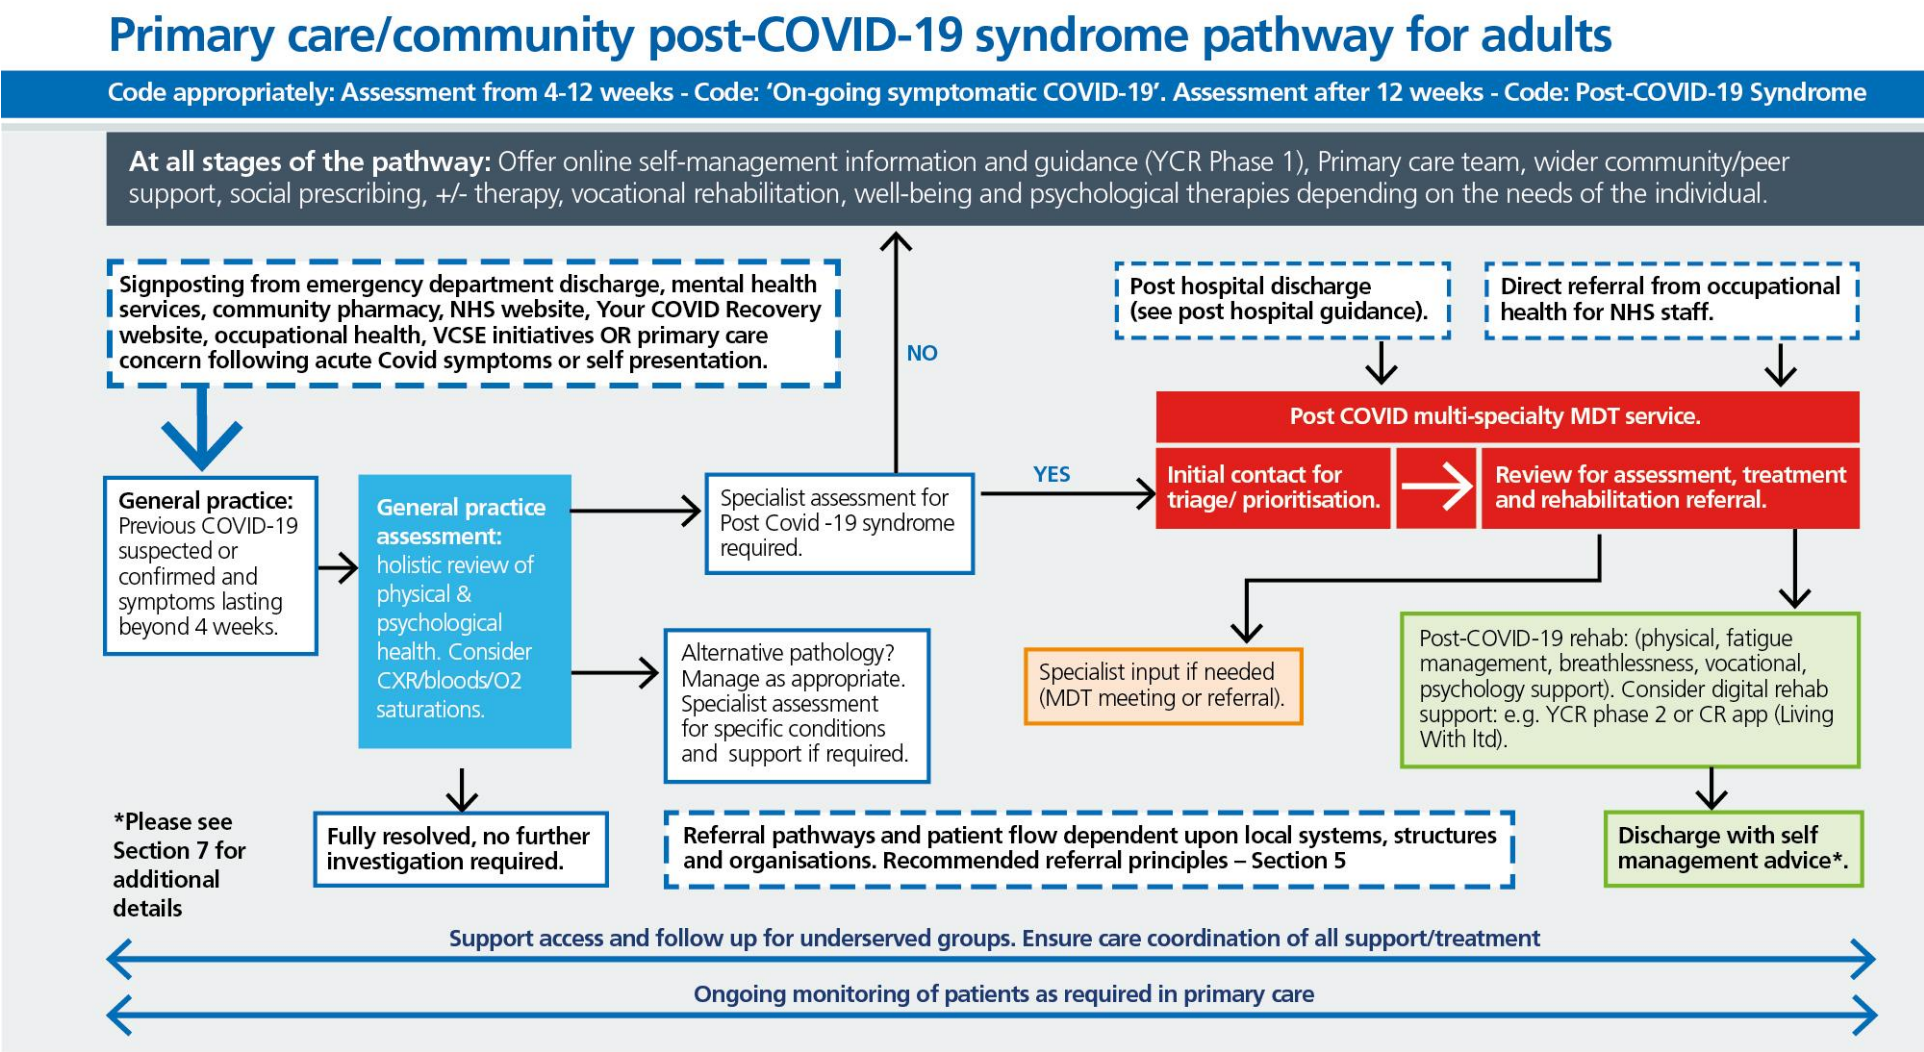 Primary care/community post-COVID-19 syndrome pathway for adults
Code appropriately: Assessment from 4-12 weeks - Code: ‘On-going symptomatic COVID-19’. Assessment after 12 weeks - Code: Post-COVID-19 Syndrome
At all stages of the pathway: Offer online self-management information and guidance (YCR Phase 1), Primary care team, wider community/peer
support, social prescribing, +/- therapy, vocational rehabilitation, well-being and psychological therapies depending on the needs of the individual.
Signposting from emergency department discharge, mental health
services, community pharmacy, NHS website, Your COVID Recovery
website, occupational health, VCSE initiatives OR primary care
concern following acute Covid symptoms or self presentation.
NO
Post hospital discharge
(see post hospital guidance).
Direct referral from occupational
health for NHS staff.
General practice:
Previous COVID-19
suspected or
confirmed and
symptoms lasting
beyond 4 weeks.
General practice
assessment:
holistic review of
physical &
psychological
health. Consider
CXR/bloods/O2
saturations.
Specialist assessment for
Post Covid -19 syndrome
required.
YES
Post COVID multi-specialty MDT service.
Initial contact for
triage/ prioritisation.
Review for assessment, treatment
and rehabilitation referral.
Alternative pathology?
Manage as appropriate.
Specialist assessment
for specific conditions
and support if required.
Specialist input if needed
(MDT meeting or referral).
Post-COVID-19 rehab: (physical, fatigue
management, breathlessness, vocational,
psychology support). Consider digital rehab
support: e.g. YCR phase 2 or CR app (Living
With ltd).
*Please see
Section 7 for
additional
details
Fully resolved, no further
investigation required.
Referral pathways and patient flow dependent upon local systems, structures
and organisations. Recommended referral principles – Section 5
Discharge with self
management advice*.
Support access and follow up for underserved groups. Ensure care coordination of all support/treatment
Ongoing monitoring of patients as required in primary care